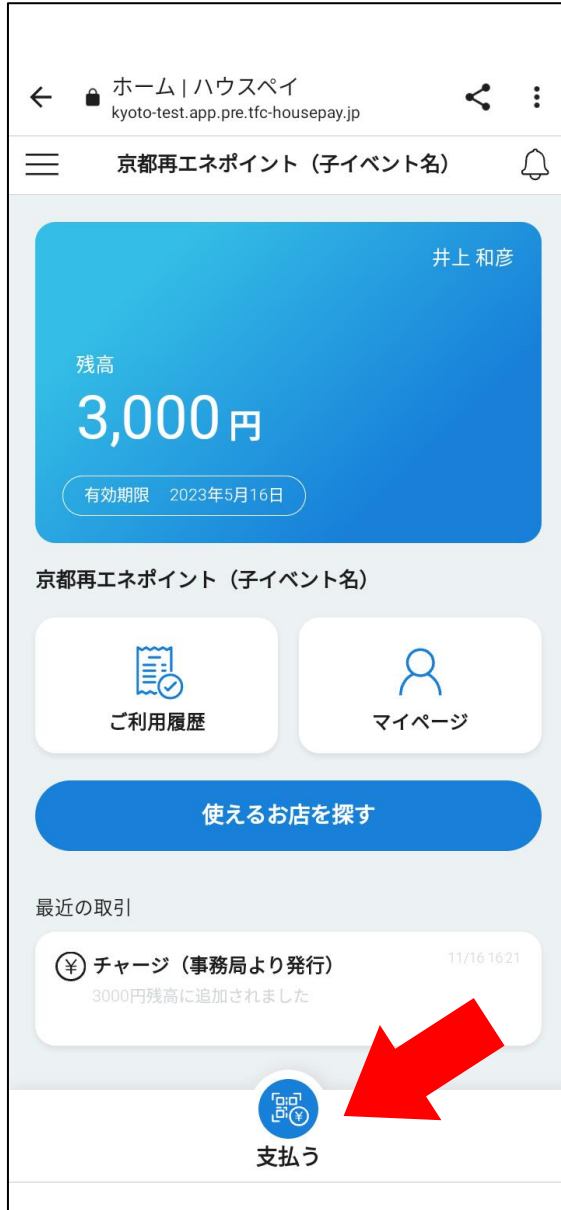 ホーム | ハウスペイ
kyoto-test.app.pre.tfc-housepay.jp
京都再エネポイント（子イベント名）
井上 和彦
残高
3,000 円
有効期限 2023年5月16日
京都再エネポイント（子イベント名）
ご利用履歴
マイページ
使えるお店を探す
最近の取引
チャージ（事務局より発行）
11/16 16:21
3000円残高に追加されました
支払う